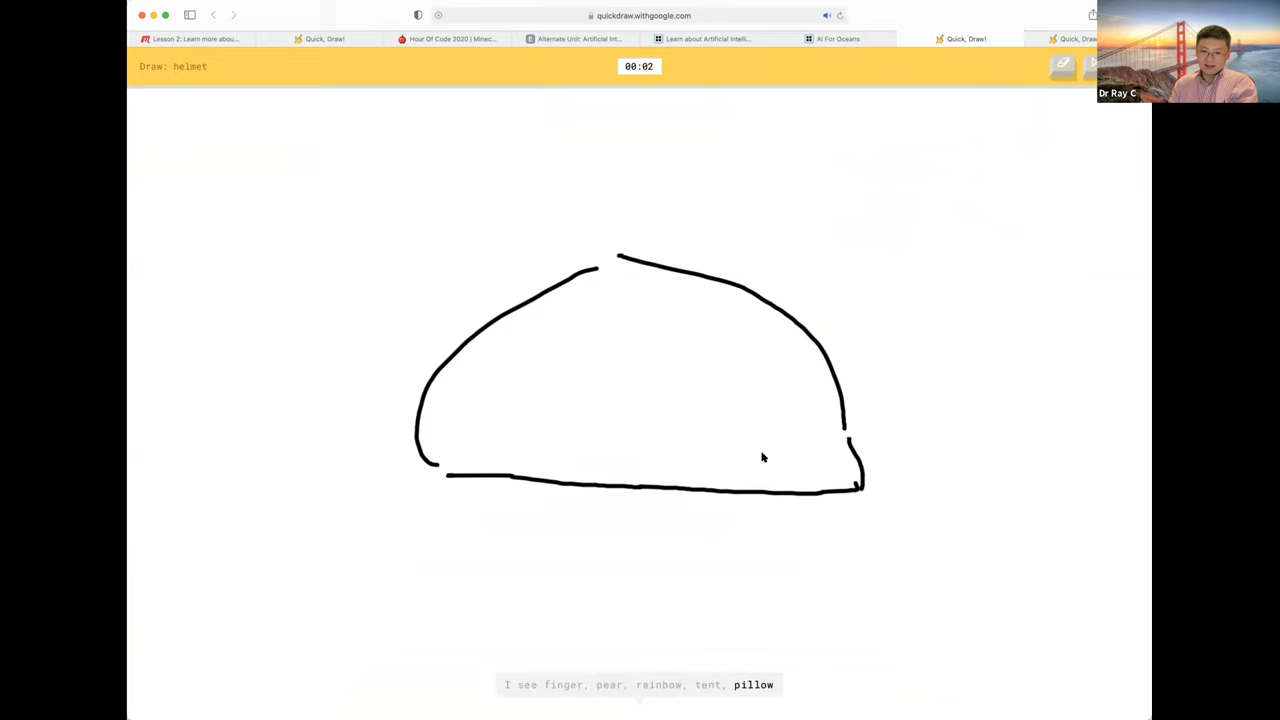 quickdraw.withgoogle.com
Lesson 2: Learn more abou...
Quick, Draw!
Hour Of Code 2020 | Minec...
Alternate Unit: Artificial Int...
Learn about Artificial Intelli...
AI For Oceans
Quick, Draw!
Quick, Draw
Draw: helmet
00:02
Dr Ray C
I see finger, pear, rainbow, tent, pillow